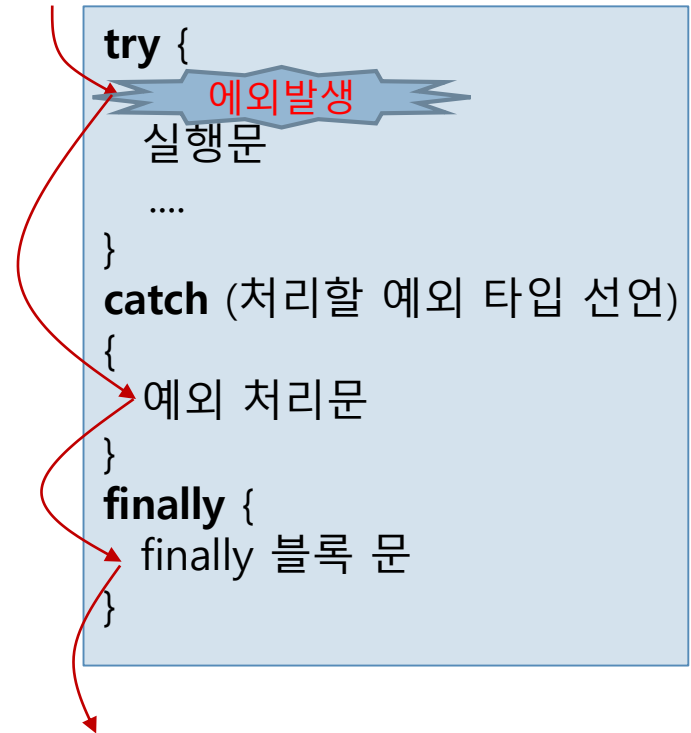 try {
에외발생
실행문
....
}
catch (처리할 예외 타입 선언)
{
예외 처리문
}
finally {
finally 블록 문
}